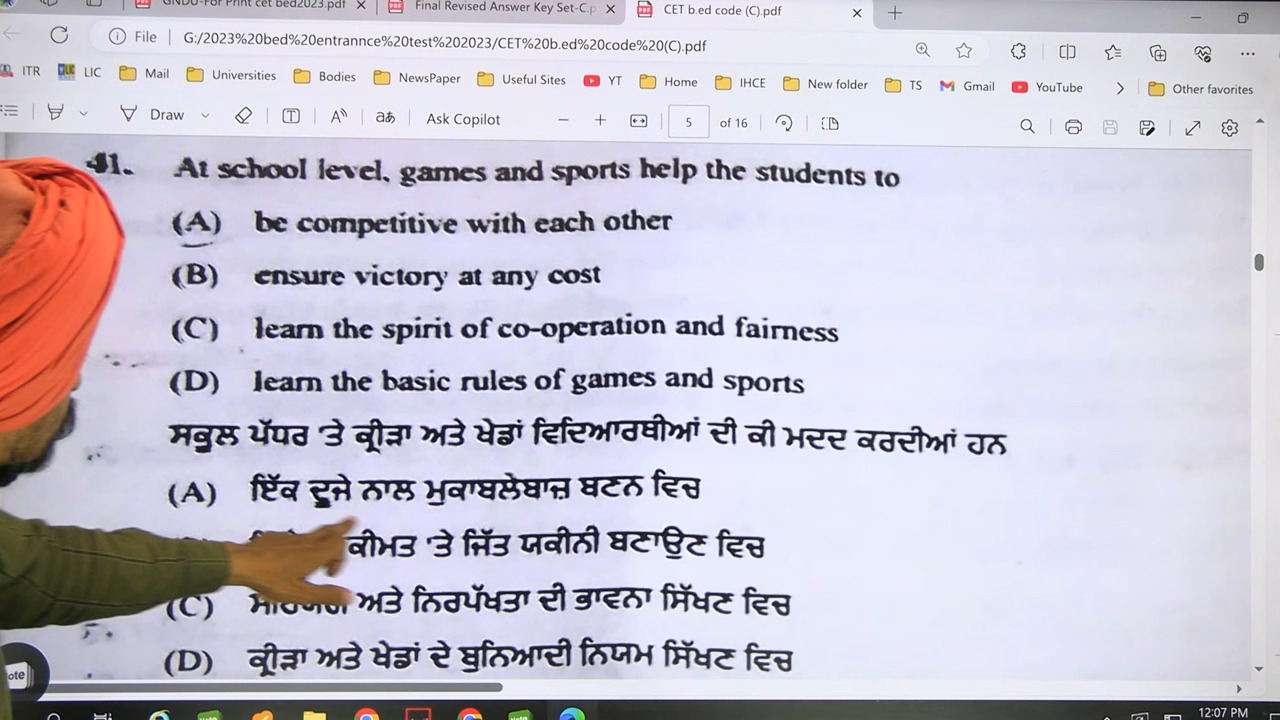 GNDU-For Print cet bed2023.pdf
Final Revised Answer Key Set-C.p
CET b.ed code (C).pdf
File G:/2023%20bed%20entrannce%20test%202023/CET%20b.ed%20code%20(C).pdf
ITR LIC Mail Universities Bodies NewsPaper Useful Sites YT Home IHCE New folder TS Gmail YouTube Other favorites
Draw Ask Copilot 5 of 16
41. At school level, games and sports help the students to
(A) be competitive with each other
(B) ensure victory at any cost
(C) learn the spirit of co-operation and fairness
(D) learn the basic rules of games and sports
ਸਕੂਲ ਪੱਧਰ 'ਤੇ ਕ੍ਰੀੜਾ ਅਤੇ ਖੇਡਾਂ ਵਿਦਿਆਰਥੀਆਂ ਦੀ ਕੀ ਮਦਦ ਕਰਦੀਆਂ ਹਨ
(A) ਇੱਕ ਦੂਜੇ ਨਾਲ ਮੁਕਾਬਲੇਬਾਜ਼ ਬਣਨ ਵਿਚ
ਕੀਮਤ 'ਤੇ ਜਿੱਤ ਯਕੀਨੀ ਬਣਾਉਣ ਵਿਚ
(C) ਅਤੇ ਨਿਰਪੱਖਤਾ ਦੀ ਭਾਵਨਾ ਸਿੱਖਣ ਵਿਚ
(D) ਕ੍ਰੀੜਾ ਅਤੇ ਖੇਡਾਂ ਦੇ ਬੁਨਿਆਦੀ ਨਿਯਮ ਸਿੱਖਣ ਵਿਚ
ote
12:07 PM